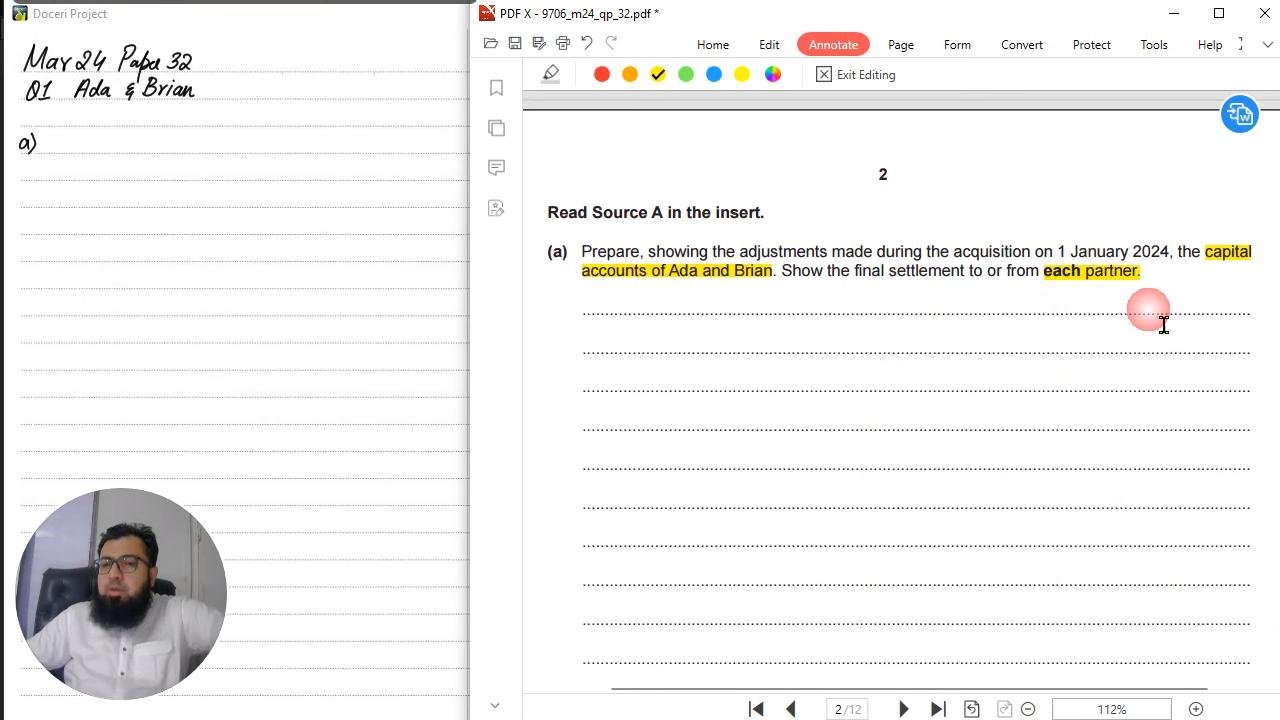 Doceri Project
Mar 24 Pape 32
Q1 Ada & Brian
a)
PDF X - 9706_m24_qp_32.pdf *
Home Edit Annotate Page Form Convert Protect Tools Help
Exit Editing
2
Read Source A in the insert.
(a) Prepare, showing the adjustments made during the acquisition on 1 January 2024, the capital
accounts of Ada and Brian. Show the final settlement to or from each partner.
2 /12
112%